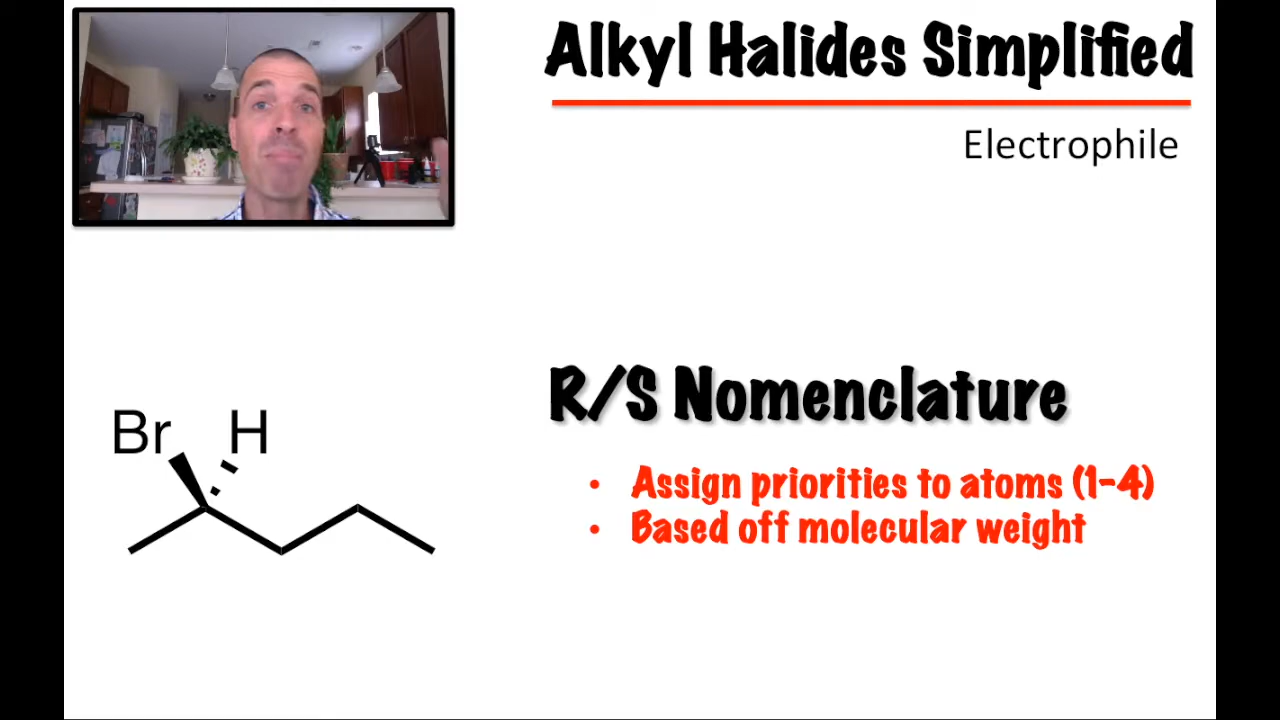 Alkyl Halides Simplified
Electrophile
R/S Nomenclature
Br H
• Assign priorities to atoms (1-4)
• Based off molecular weight